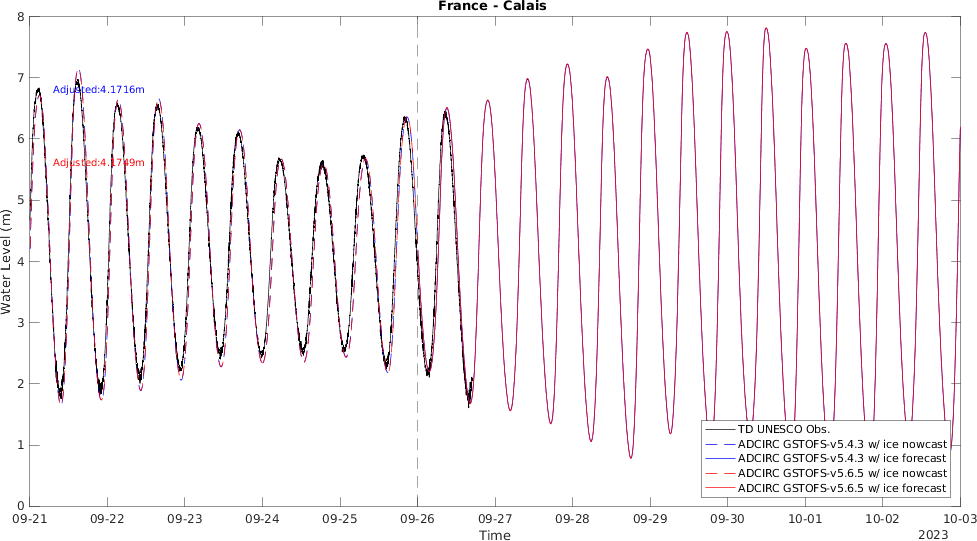 France - Calais
8
7
6
5
4
3
2
1
0
Water Level (m)
Adjusted:4.1716m
Adjusted:4.1749m
TD UNESCO Obs.
ADCIRC GSTOFS-v5.4.3 w/ ice nowcast
ADCIRC GSTOFS-v5.4.3 w/ ice forecast
ADCIRC GSTOFS-v5.6.5 w/ ice nowcast
ADCIRC GSTOFS-v5.6.5 w/ ice forecast
09-21 09-22 09-23 09-24 09-25 09-26 09-27 09-28 09-29 09-30 10-01 10-02 10-03
Time
2023